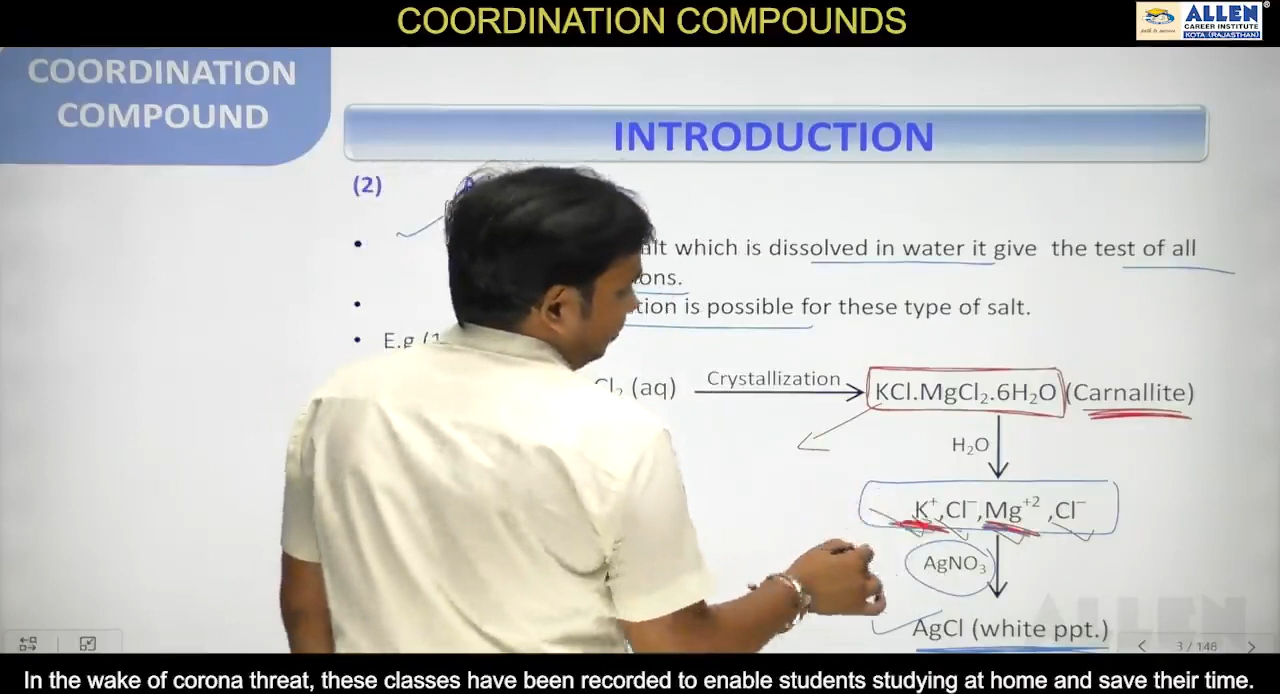 COORDINATION COMPOUNDS
ALLEN®
CAREER INSTITUTE
KOTA (RAJASTHAN)
COORDINATION
COMPOUND
INTRODUCTION
(2)
• which is dissolved in water it give the test of all
• is possible for these type of salt.
• E.g
(aq) Crystallization KCl.MgCl₂.6H₂O (Carnallite)
H₂O
K⁺,Cl⁻,Mg⁺² ,Cl⁻
AgNO₃
AgCl (white ppt.)
ALLEN
3 / 148
In the wake of corona threat, these classes have been recorded to enable students studying at home and save their time.